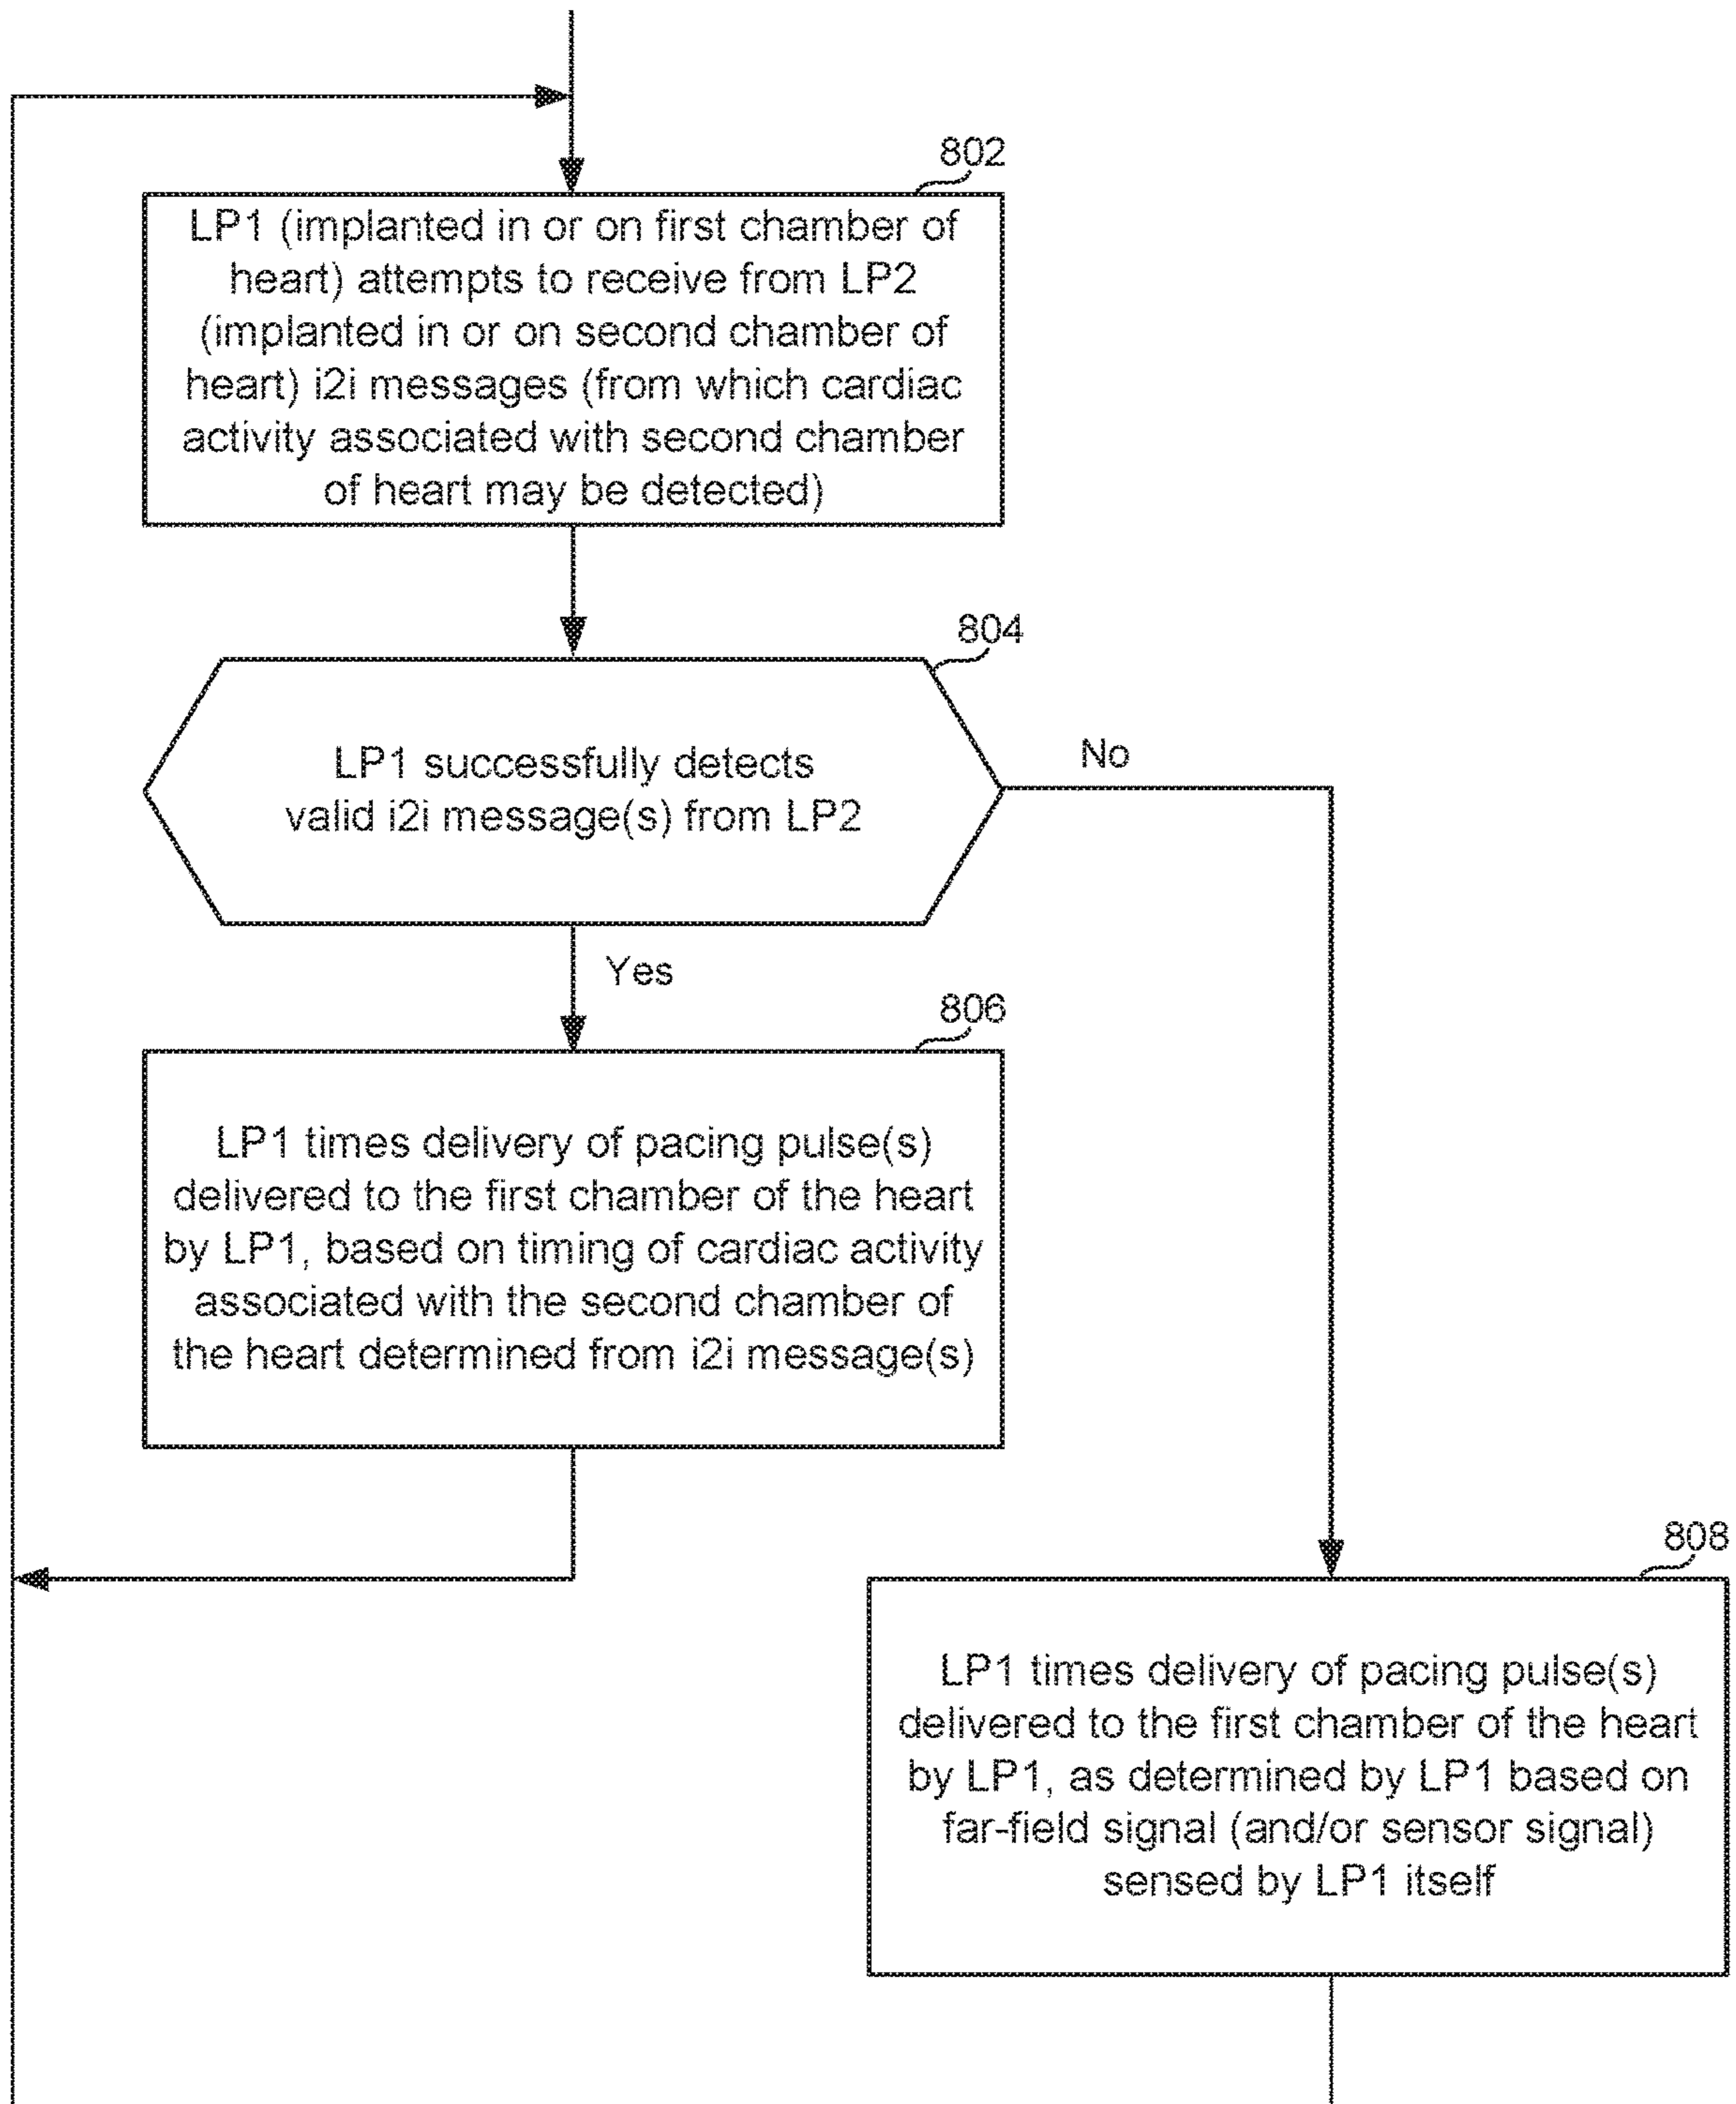 802
LP1 (implanted in or on first chamber of
heart) attempts to receive from LP2
(implanted in or on second chamber of
heart) i2i messages (from which cardiac
activity associated with second chamber
of heart may be detected)
804
LP1 successfully detects
valid i2i message(s) from LP2
No
Yes
806
LP1 times delivery of pacing pulse(s)
delivered to the first chamber of the heart
by LP1, based on timing of cardiac activity
associated with the second chamber of
the heart determined from i2i message(s)
808
LP1 times delivery of pacing pulse(s)
delivered to the first chamber of the heart
by LP1, as determined by LP1 based on
far-field signal (and/or sensor signal)
sensed by LP1 itself